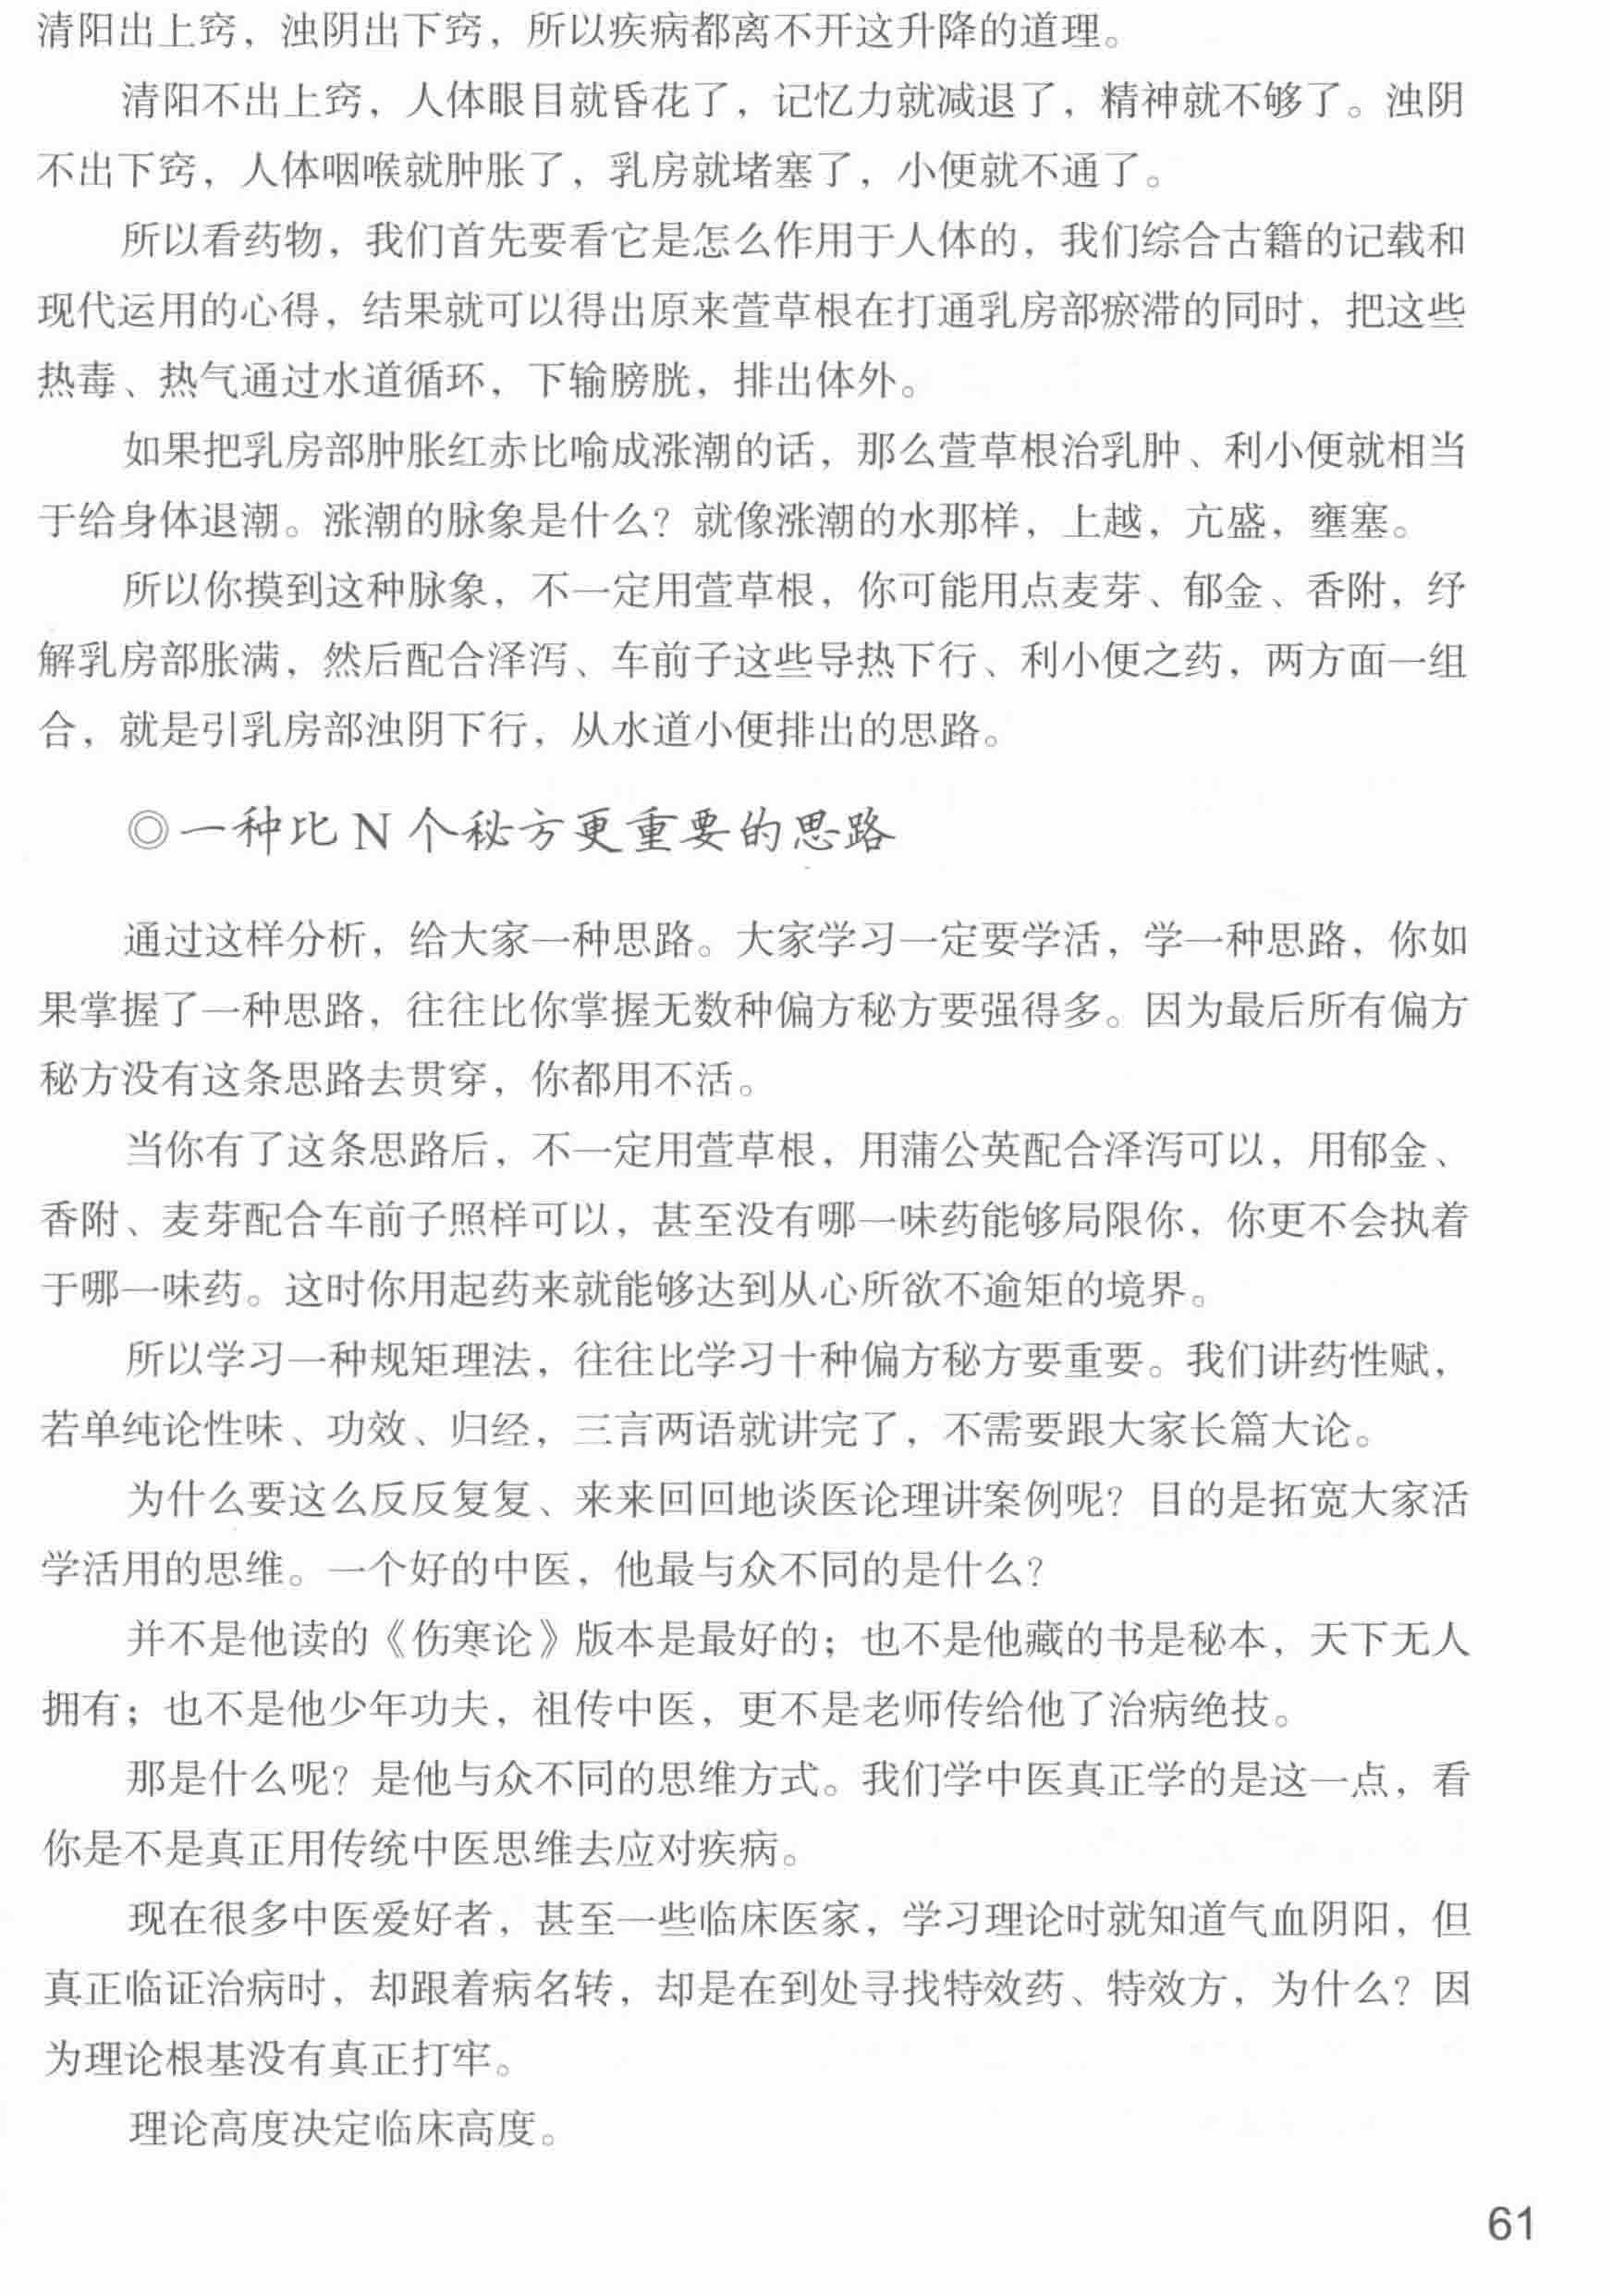 清阳出上窍，浊阴出下窍，所以疾病都离不开这升降的道理。
清阳不出上窍，人体眼目就昏花了，记忆力就减退了，精神就不够了。浊阴
不出下窍，人体咽喉就肿胀了，乳房就堵塞了，小便就不通了。
所以看药物，我们首先要看它是怎么作用于人体的，我们综合古籍的记载和
现代运用的心得，结果就可以得出原来萱草根在打通乳房部瘀滞的同时，把这些
热毒、热气通过水道循环，下输膀胱，排出体外。
如果把乳房部肿胀红赤比喻成涨潮的话，那么萱草根治乳肿、利小便就相当
于给身体退潮。涨潮的脉象是什么？就像涨潮的水那样，上越，亢盛，壅塞。
所以你摸到这种脉象，不一定用萱草根，你可能用点麦芽、郁金、香附，纾
解乳房部胀满，然后配合泽泻、车前子这些导热下行、利小便之药，两方面一组
合，就是引乳房部浊阴下行，从水道小便排出的思路。
◎一种比N个秘方更重要的思路
通过这样分析，给大家一种思路。大家学习一定要学活，学一种思路，你如
果掌握了一种思路，往往比你掌握无数种偏方秘方要强得多。因为最后所有偏方
秘方没有这条思路去贯穿，你都用不活。
当你有了这条思路后，不一定用萱草根，用蒲公英配合泽泻可以，用郁金、
香附、麦芽配合车前子照样可以，甚至没有哪一味药能够局限你，你更不会执着
于哪一味药。这时你用起药来就能够达到从心所欲不逾矩的境界。
所以学习一种规矩理法，往往比学习十种偏方秘方要重要。我们讲药性赋，
若单纯论性味、功效、归经，三言两语就讲完了，不需要跟大家长篇大论。
为什么要这么反反复复、来来回回地谈医论理讲案例呢？目的是拓宽大家活
学活用的思维。一个好的中医，他最与众不同的是什么？
并不是他读的《伤寒论》版本是最好的；也不是他藏的书是秘本，天下无人
拥有；也不是他少年功夫，祖传中医，更不是老师传给他了治病绝技。
那是什么呢？是他与众不同的思维方式。我们学中医真正学的是这一点，看
你是不是真正用传统中医思维去应对疾病。
现在很多中医爱好者，甚至一些临床医家，学习理论时就知道气血阴阳，但
真正临证治病时，却跟着病名转，却是在到处寻找特效药、特效方，为什么？因
为理论根基没有真正打牢。
理论高度决定临床高度。
61